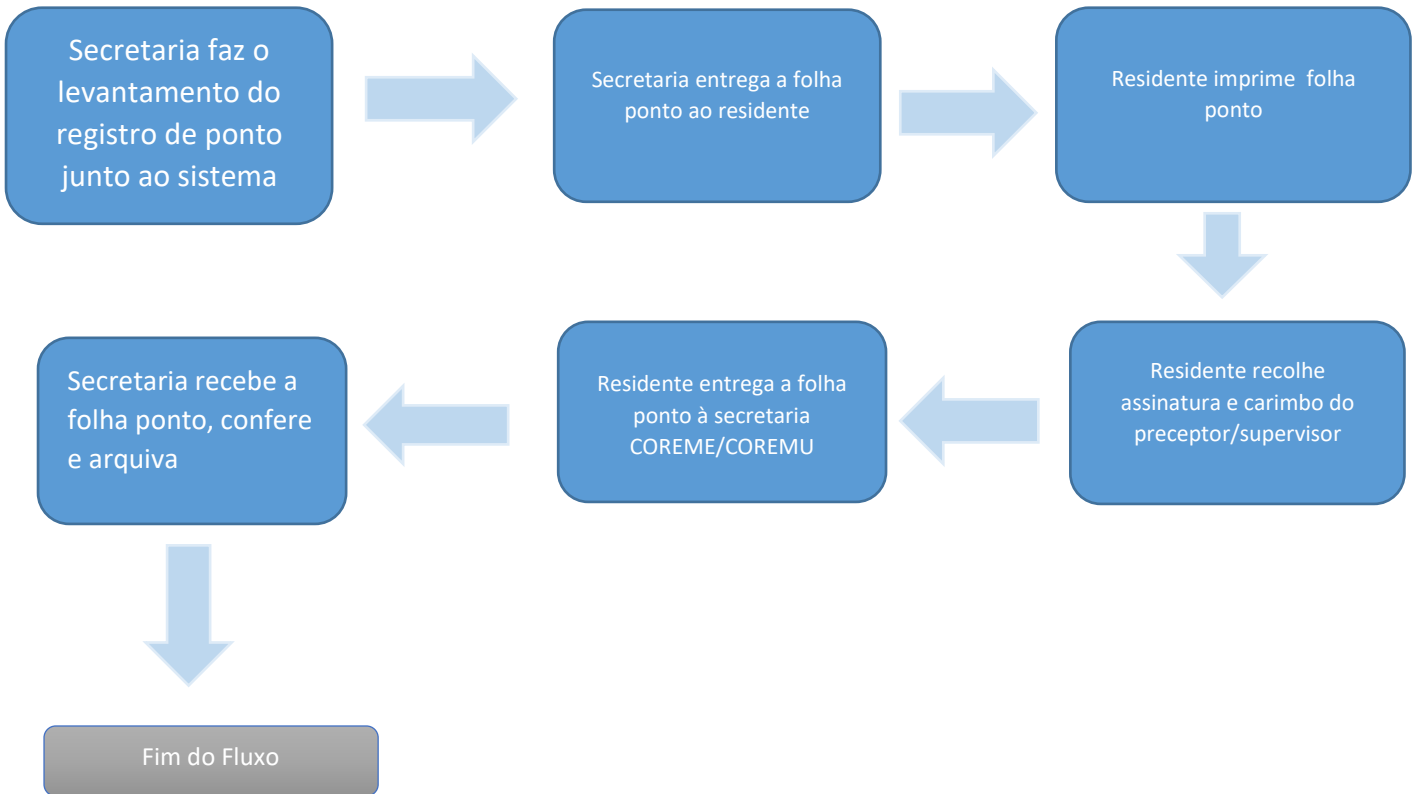 Secretaria faz o
levantamento do
registro de ponto
junto ao sistema
Secretaria entrega a folha
ponto ao residente
Residente imprime  folha
ponto
Residente recolhe
assinatura e carimbo do
preceptor/supervisor
Residente entrega a folha
ponto à secretaria
COREME/COREMU
Secretaria recebe a
folha ponto, confere
e arquiva
Fim do Fluxo